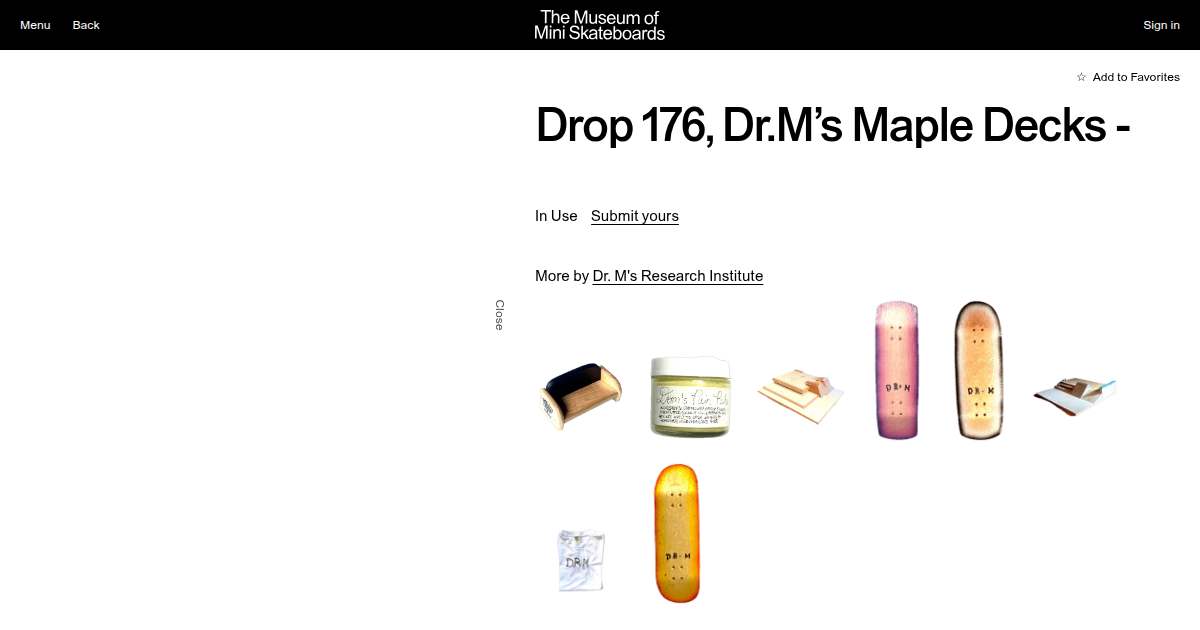 Menu
Back
The Museum of
Mini Skateboards
Sign in
☆ Add to Favorites
Drop 176, Dr.M’s Maple Decks -
In Use
Submit yours
More by Dr. M's Research Institute
Close
DR·M
DR·M
DR·M
DR·M